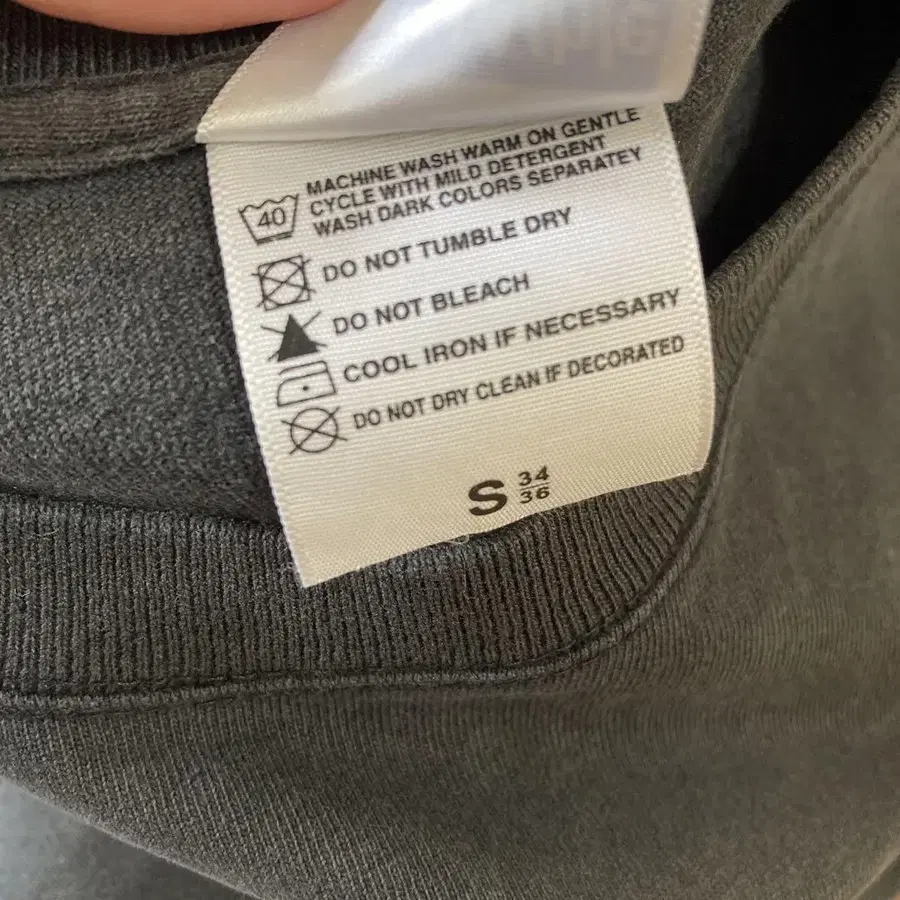 40
MACHINE WASH WARM ON GENTLE
CYCLE WITH MILD DETERGENT
WASH DARK COLORS SEPARATEY
DO NOT TUMBLE DRY
DO NOT BLEACH
COOL IRON IF NECESSARY
DO NOT DRY CLEAN IF DECORATED
S 34
36